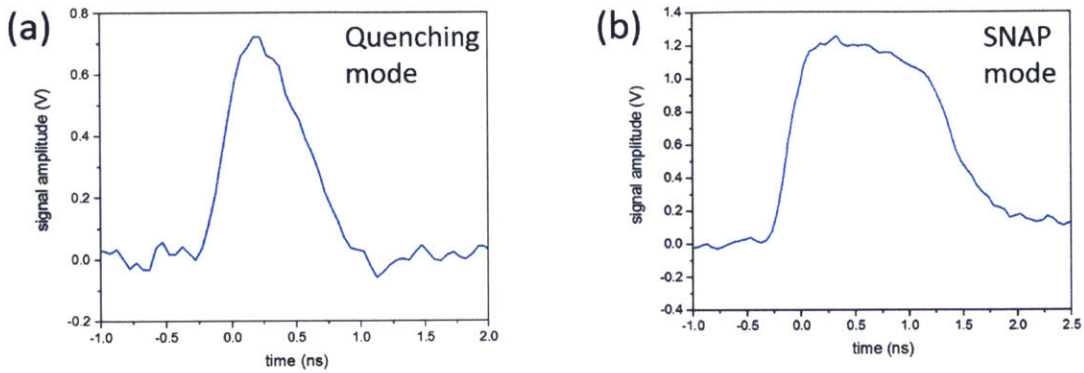 (a)
Quenching
mode
0.8
0.6
0.4
0.2
0.0
-0.2
signal amplitude (V)
-1.0 -0.5 0.0 0.5 1.0 1.5 2.0
time (ns)
(b)
SNAP
mode
1.4
1.2
1.0
0.8
0.6
0.4
0.2
0.0
-0.2
-0.4
signal amplitude (V)
-1.0 -0.5 0.0 0.5 1.0 1.5 2.0 2.5
time (ns)